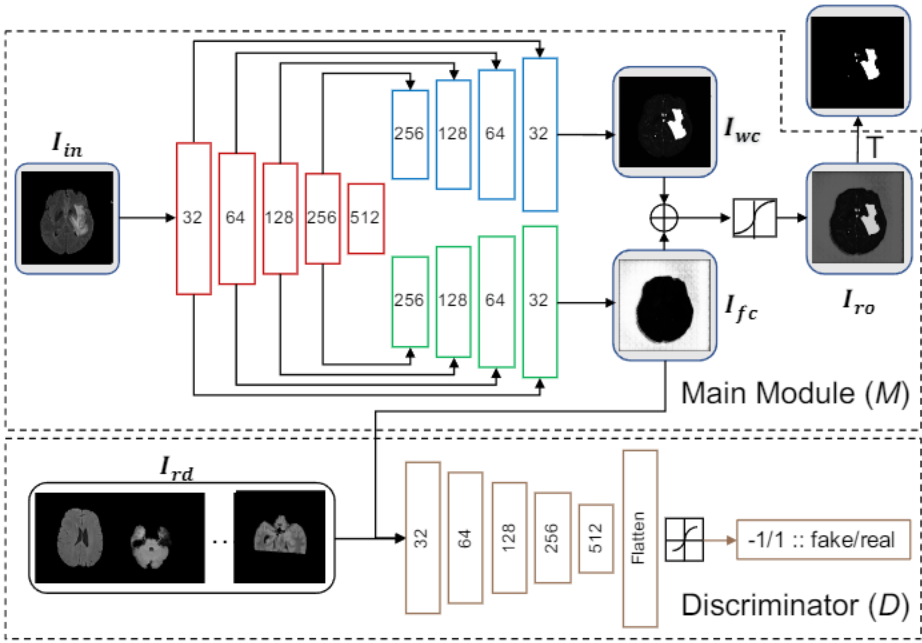 I_in
32
64
128
256
512
256
128
64
32
256
128
64
32
I_wc
I_fc
T
I_ro
Main Module (M)
I_rd
. .
32
64
128
256
512
Flatten
-1/1 :: fake/real
Discriminator (D)